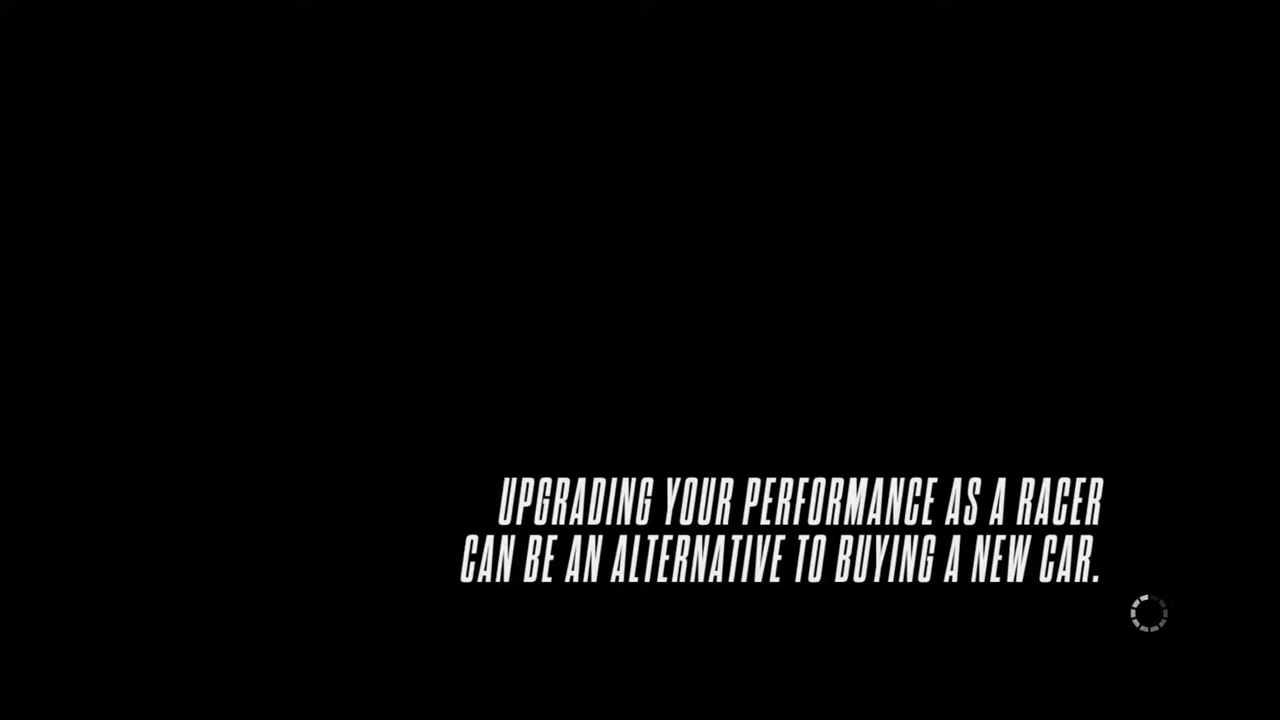 UPGRADING YOUR PERFORMANCE AS A RACER
CAN BE AN ALTERNATIVE TO BUYING A NEW CAR.